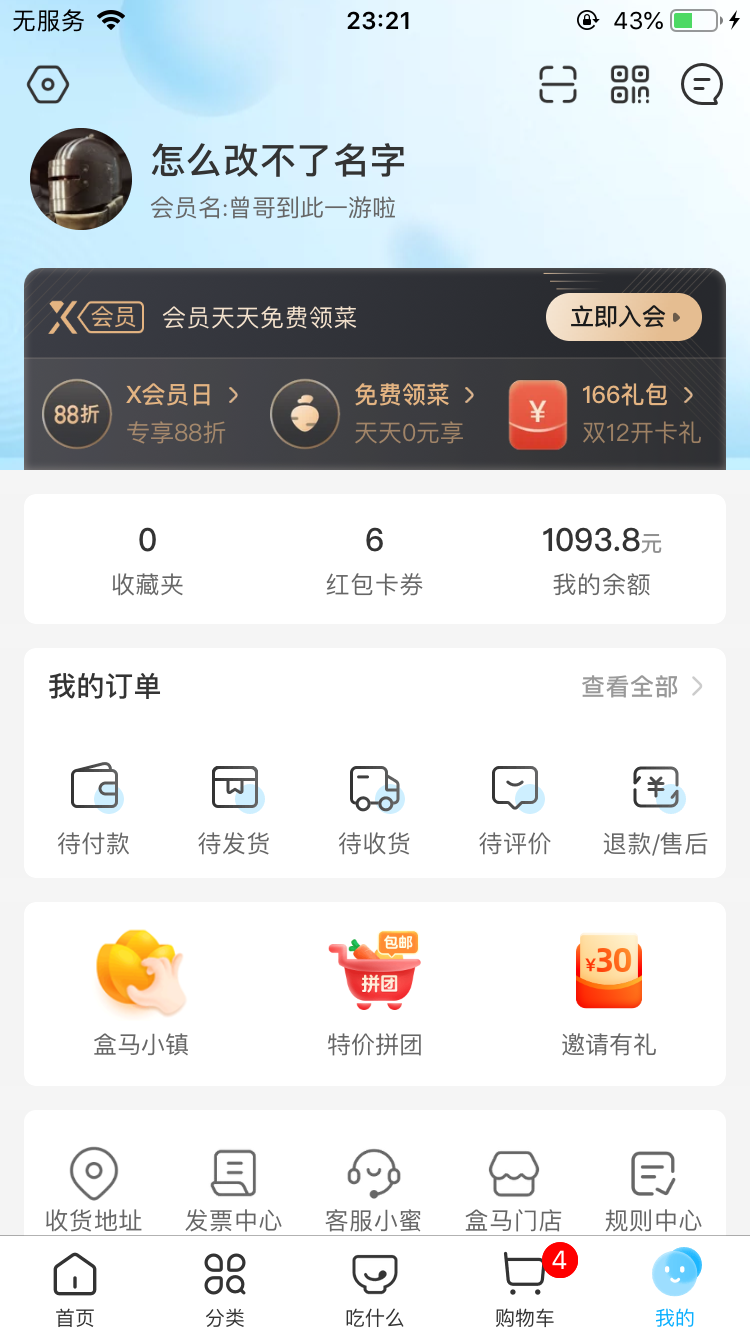 无服务 23:21 43%
怎么改不了名字
会员名:曾哥到此一游啦
X会员 会员天天免费领菜 立即入会
88折 X会员日 免费领菜 ¥ 166礼包
专享88折 天天0元享 双12开卡礼
0 6 1093.8元
收藏夹 红包卡券 我的余额
我的订单 查看全部
待付款 待发货 待收货 待评价 退款/售后
包邮
拼团 ¥30
盒马小镇 特价拼团 邀请有礼
收货地址 发票中心 客服小蜜 盒马门店 规则中心
4
首页 分类 吃什么 购物车 我的